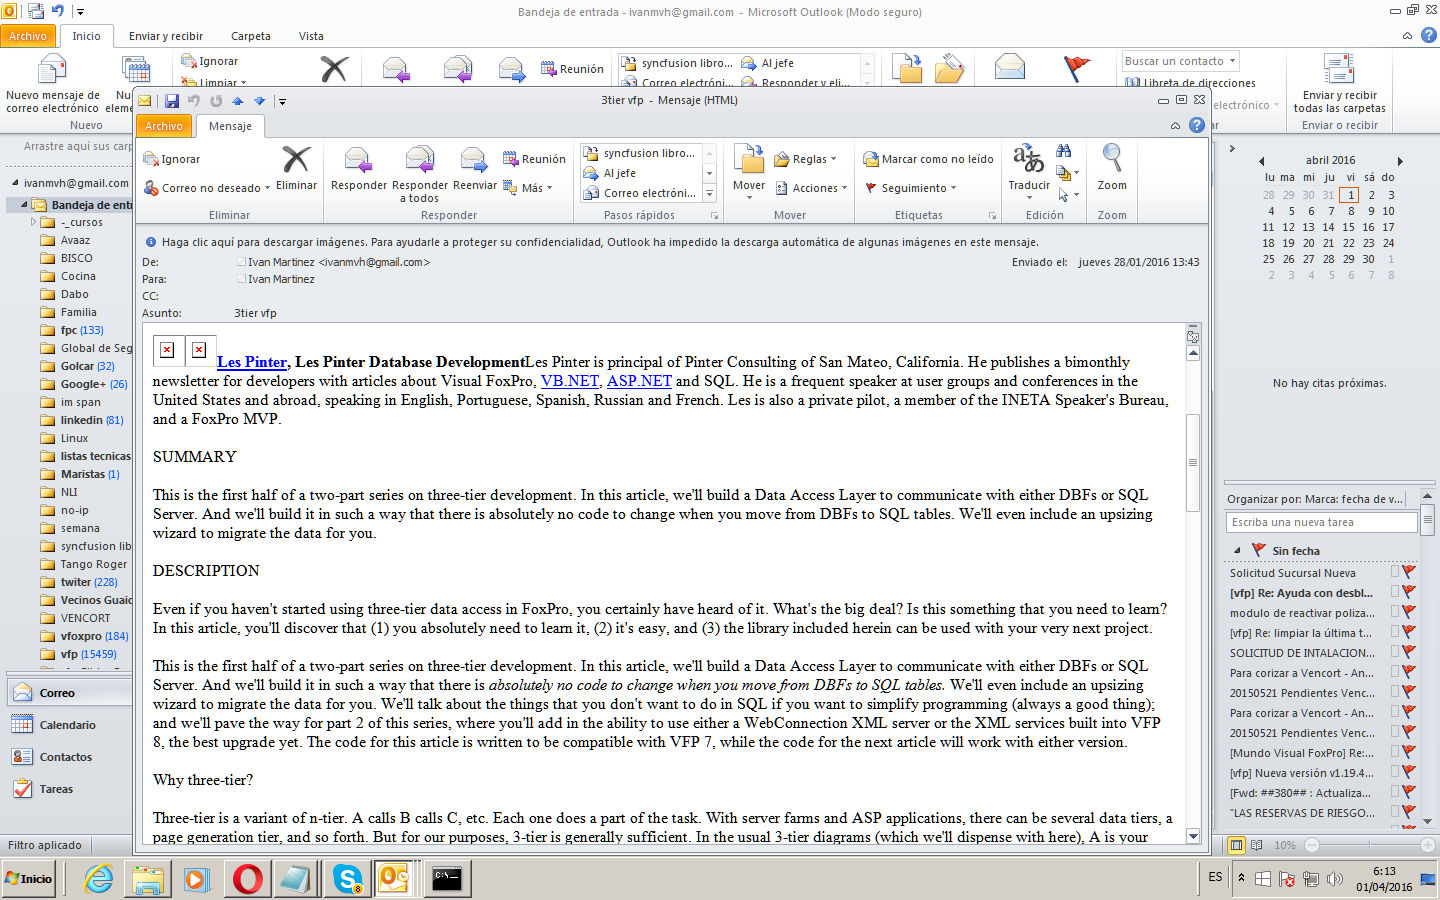 Bandeja de entrada - ivanmvh@gmail.com - Microsoft Outlook (Modo seguro)
Archivo Inicio Enviar y recibir Carpeta Vista
Nuevo mensaje de correo electrónico
Nuevo
Ignorar
Limpiar
Reunión
syncfusion libro...
Correo electróni...
Al jefe
Responder y eli...
Buscar un contacto
Libreta de direcciones
electrónico
Enviar y recibir todas las carpetas
Enviar o recibir
3tier vfp - Mensaje (HTML)
Archivo Mensaje
Ignorar
Correo no deseado
Eliminar
Eliminar
Responder
Responder a todos
Reenviar
Reunión
Más
Responder
syncfusion libro...
Al jefe
Correo electróni...
Pasos rápidos
Mover
Reglas
Acciones
Mover
Marcar como no leído
Seguimiento
Etiquetas
Traducir
Edición
Zoom
Zoom
Haga clic aquí para descargar imágenes. Para ayudarle a proteger su confidencialidad, Outlook ha impedido la descarga automática de algunas imágenes en este mensaje.
De: Ivan Martinez <ivanmvh@gmail.com> Enviado el: jueves 28/01/2016 13:43
Para: Ivan Martinez
CC:
Asunto: 3tier vfp
Les Pinter, Les Pinter Database DevelopmentLes Pinter is principal of Pinter Consulting of San Mateo, California. He publishes a bimonthly
newsletter for developers with articles about Visual FoxPro, VB.NET, ASP.NET and SQL. He is a frequent speaker at user groups and conferences in the
United States and abroad, speaking in English, Portuguese, Spanish, Russian and French. Les is also a private pilot, a member of the INETA Speaker's Bureau,
and a FoxPro MVP.
SUMMARY
This is the first half of a two-part series on three-tier development. In this article, we'll build a Data Access Layer to communicate with either DBFs or SQL
Server. And we'll build it in such a way that there is absolutely no code to change when you move from DBFs to SQL tables. We'll even include an upsizing
wizard to migrate the data for you.
DESCRIPTION
Even if you haven't started using three-tier data access in FoxPro, you certainly have heard of it. What's the big deal? Is this something that you need to learn?
In this article, you'll discover that (1) you absolutely need to learn it, (2) it's easy, and (3) the library included herein can be used with your very next project.
This is the first half of a two-part series on three-tier development. In this article, we'll build a Data Access Layer to communicate with either DBFs or SQL
Server. And we'll build it in such a way that there is absolutely no code to change when you move from DBFs to SQL tables. We'll even include an upsizing
wizard to migrate the data for you. We'll talk about the things that you don't want to do in SQL if you want to simplify programming (always a good thing);
and we'll pave the way for part 2 of this series, where you'll add in the ability to use either a WebConnection XML server or the XML services built into VFP
8, the best upgrade yet. The code for this article is written to be compatible with VFP 7, while the code for the next article will work with either version.
Why three-tier?
Three-tier is a variant of n-tier. A calls B calls C, etc. Each one does a part of the task. With server farms and ASP applications, there can be several data tiers, a
page generation tier, and so forth. But for our purposes, 3-tier is generally sufficient. In the usual 3-tier diagrams (which we'll dispense with here), A is your
Arrastre aquí sus carp
ivanmvh@gmail.com
Bandeja de entr
-_cursos
Avaaz
BISCO
Cocina
Dabo
Familia
fpc (133)
Global de Seg
Golcar (32)
Google+ (26)
im span
linkedin (81)
Linux
listas tecnicas
Maristas (1)
NLI
no-ip
semana
syncfusion lib
Tango Roger
twiter (228)
Vecinos Guaic
VENCORT
vfoxpro (184)
vfp (15459)
Correo
Calendario
Contactos
Tareas
Filtro aplicado
abril 2016
lu ma mi ju vi sá do
28 29 30 31 1 2 3
4 5 6 7 8 9 10
11 12 13 14 15 16 17
18 19 20 21 22 23 24
25 26 27 28 29 30 1
2 3 4 5 6 7 8
No hay citas próximas.
Organizar por: Marca: fecha de v...
Escriba una nueva tarea
Sin fecha
Solicitud Sucursal Nueva
[vfp] Re: Ayuda con desbl...
modulo de reactivar poliza...
[vfp] Re: limpiar la última t...
SOLICITUD DE INTALACION...
Para corizar a Vencort - An...
20150521 Pendientes Venc...
Para corizar a Vencort - An...
20150521 Pendientes Venc...
[Mundo Visual FoxPro] Re:...
[vfp] Nueva versión v1.19.4...
[Fwd: ##380## : Actualiza...
"LAS RESERVAS DE RIESGO...
10%
Inicio
ES
6:13
01/04/2016